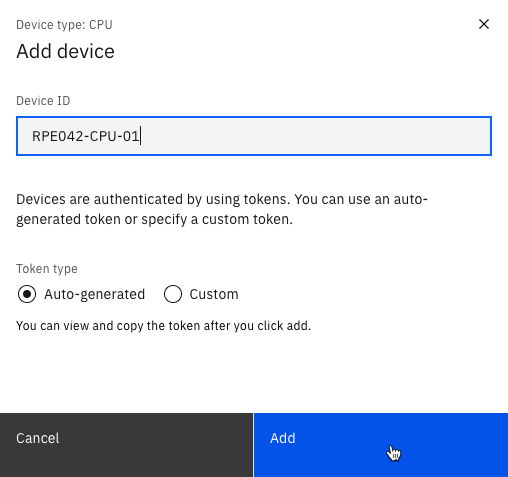 Device type: CPU
Add device
Device ID
RPE042-CPU-01
Devices are authenticated by using tokens. You can use an auto-
generated token or specify a custom token.
Token type
Auto-generated Custom
You can view and copy the token after you click add.
Cancel Add